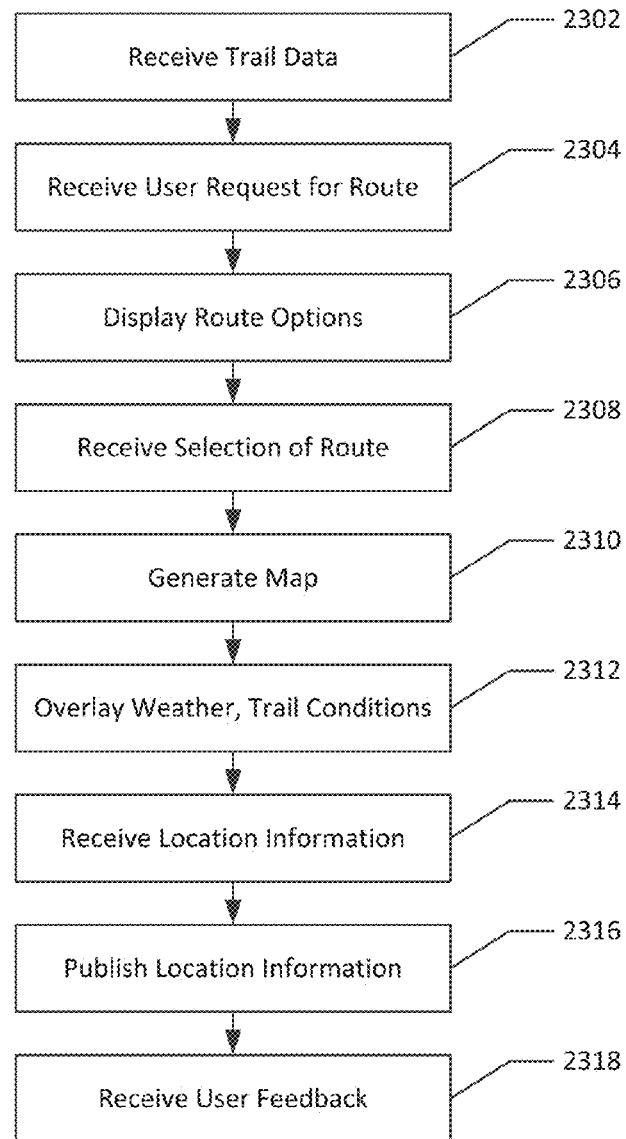 Receive Trail Data
2302
Receive User Request for Route
2304
Display Route Options
2306
Receive Selection of Route
2308
Generate Map
2310
Overlay Weather, Trail Conditions
2312
Receive Location Information
2314
Publish Location Information
2316
Receive User Feedback
2318